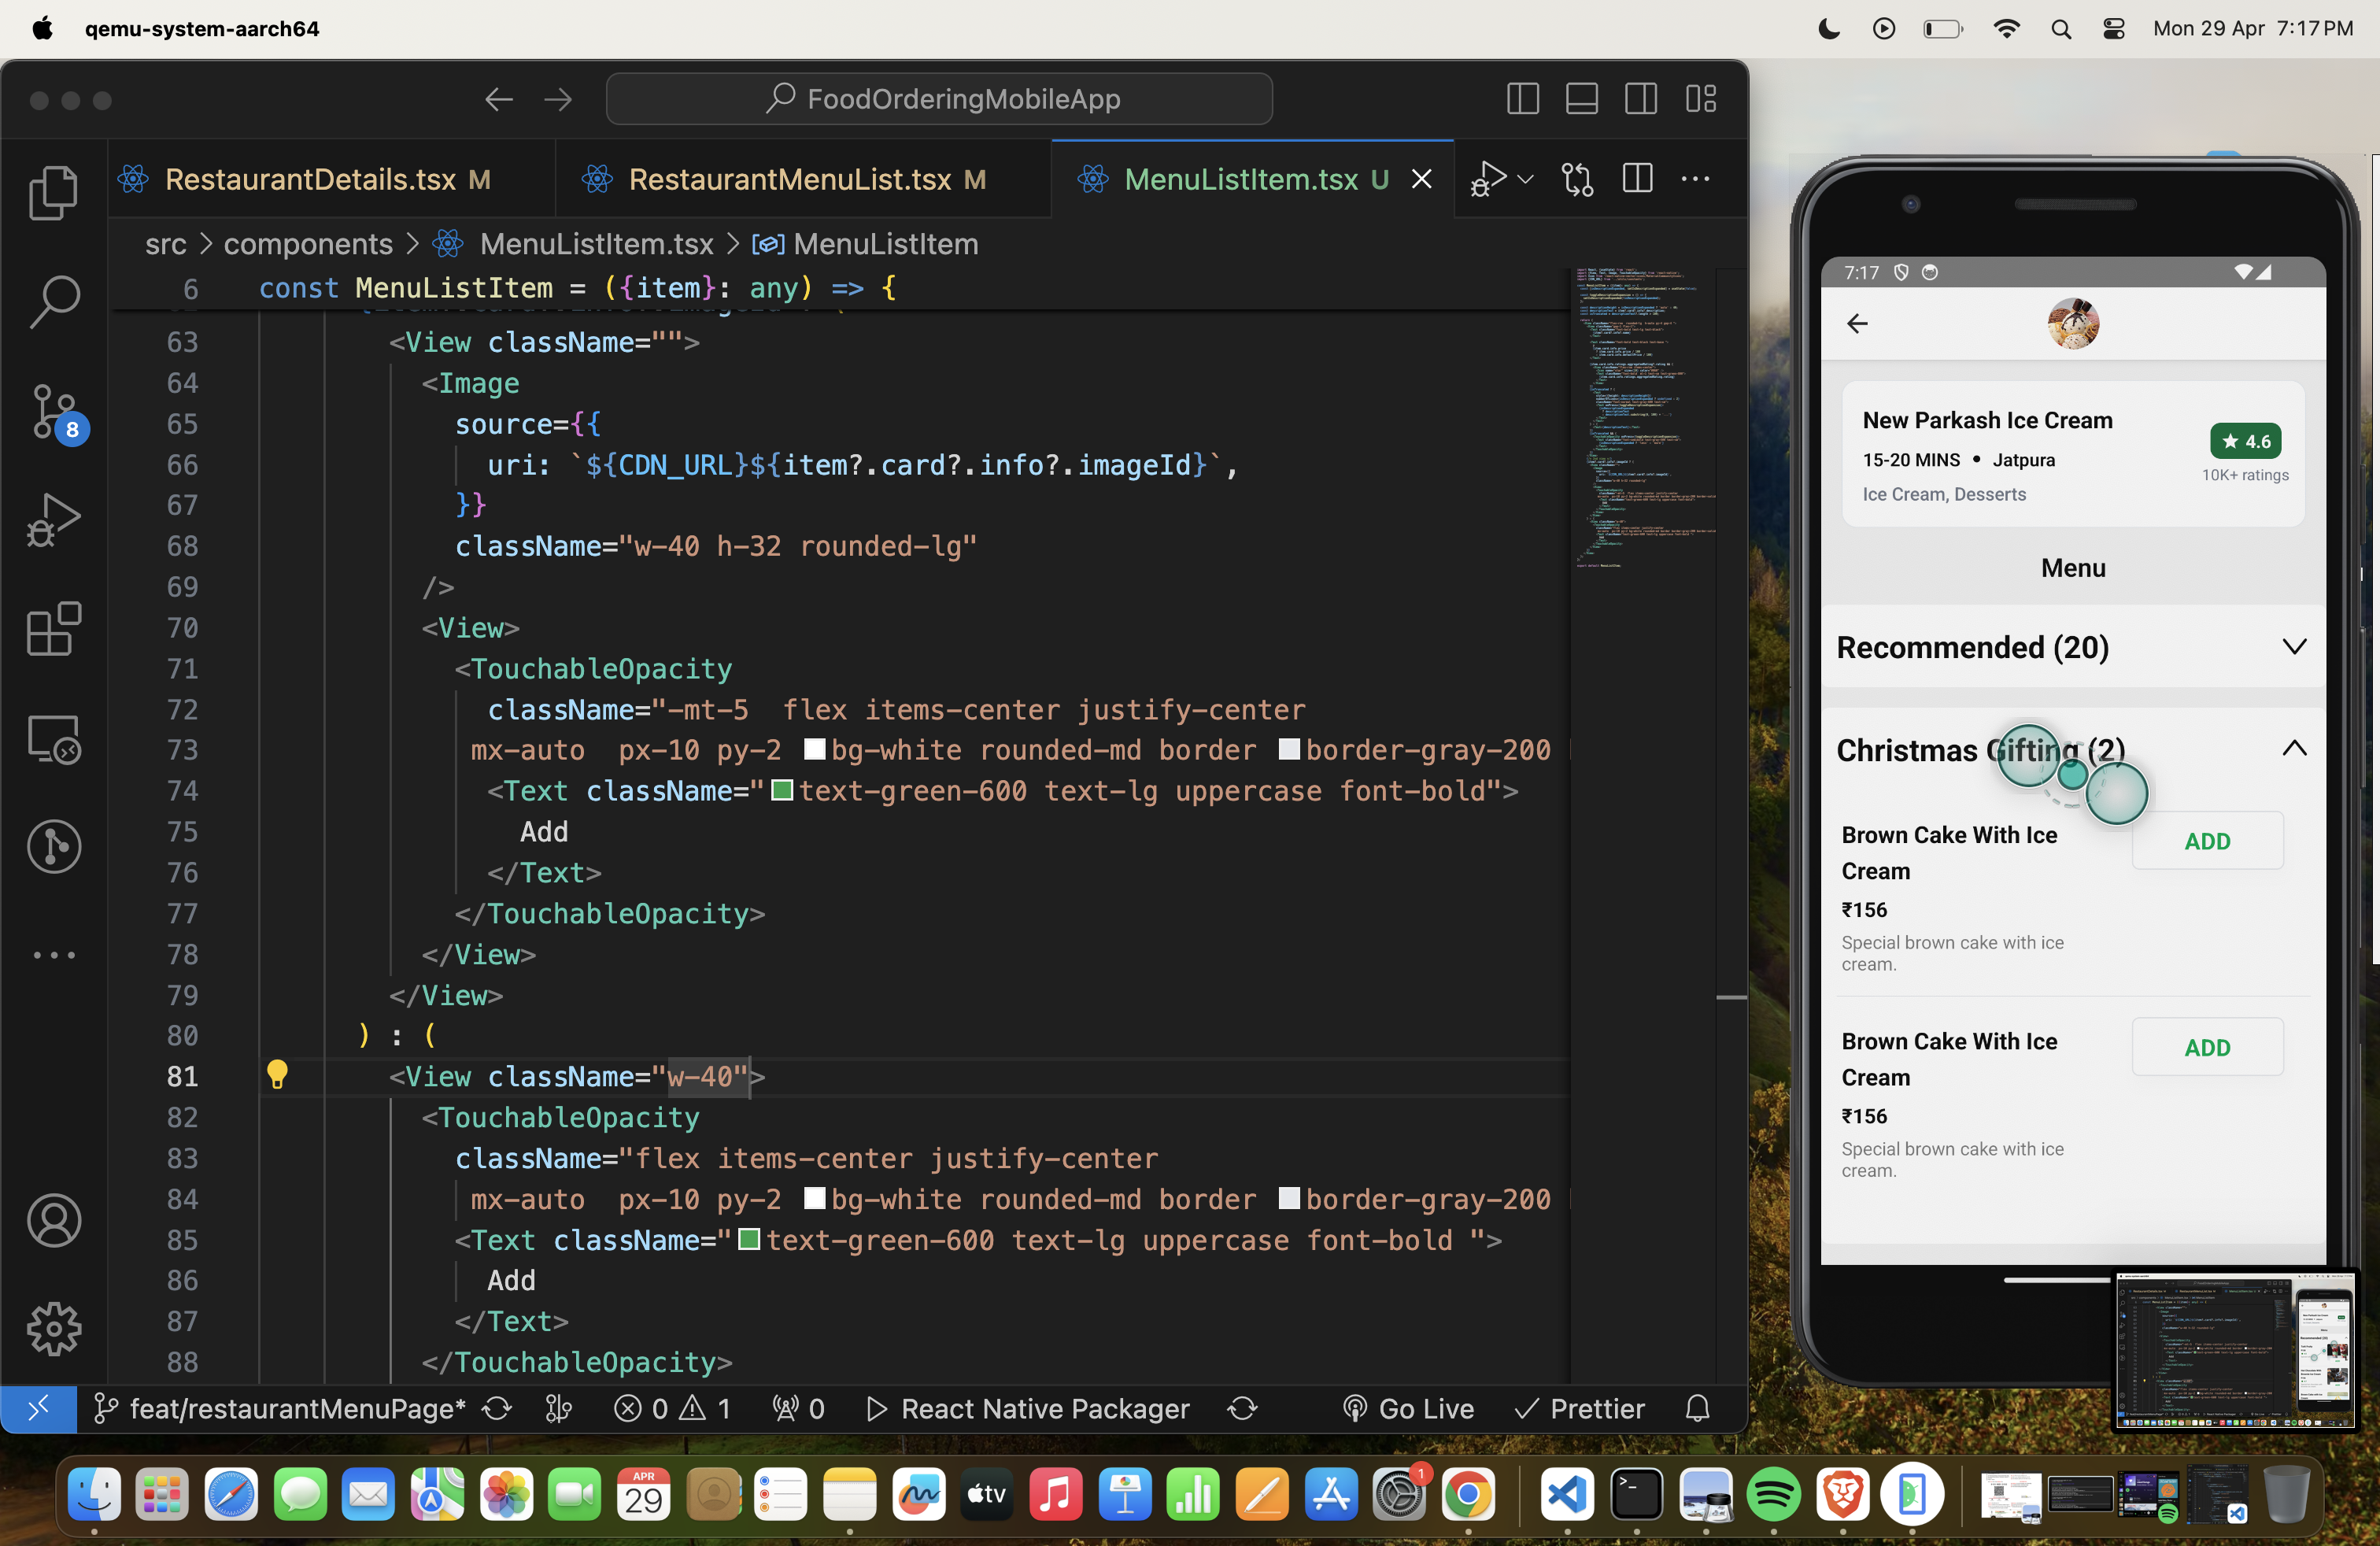 qemu-system-aarch64
Mon 29 Apr 7:17 PM
FoodOrderingMobileApp
RestaurantDetails.tsx M
RestaurantMenuList.tsx M
MenuListItem.tsx U
src > components > MenuListItem.tsx > MenuListItem
6 const MenuListItem = ({item}: any) => {
63 <View className="">
64 <Image
65 source={{
66 uri: `${CDN_URL}${item?.card?.info?.imageId}`,
67 }}
68 className="w-40 h-32 rounded-lg"
69 />
70 <View>
71 <TouchableOpacity
72 className="-mt-5  flex items-center justify-center
73 mx-auto  px-10 py-2 bg-white rounded-md border border-gray-200
74 <Text className="text-green-600 text-lg uppercase font-bold">
75 Add
76 </Text>
77 </TouchableOpacity>
78 </View>
79 </View>
80 ) : (
81 <View className="w-40">
82 <TouchableOpacity
83 className="flex items-center justify-center
84 mx-auto  px-10 py-2 bg-white rounded-md border border-gray-200
85 <Text className="text-green-600 text-lg uppercase font-bold ">
86 Add
87 </Text>
88 </TouchableOpacity>
8
feat/restaurantMenuPage* 0 1 0 React Native Packager Go Live Prettier
7:17
New Parkash Ice Cream
4.6
15-20 MINS • Jatpura
10K+ ratings
Ice Cream, Desserts
Menu
Recommended (20)
Christmas Gifting (2)
Brown Cake With Ice
Cream
ADD
₹156
Special brown cake with ice
cream.
Brown Cake With Ice
Cream
ADD
₹156
Special brown cake with ice
cream.
APR
29
tv
1